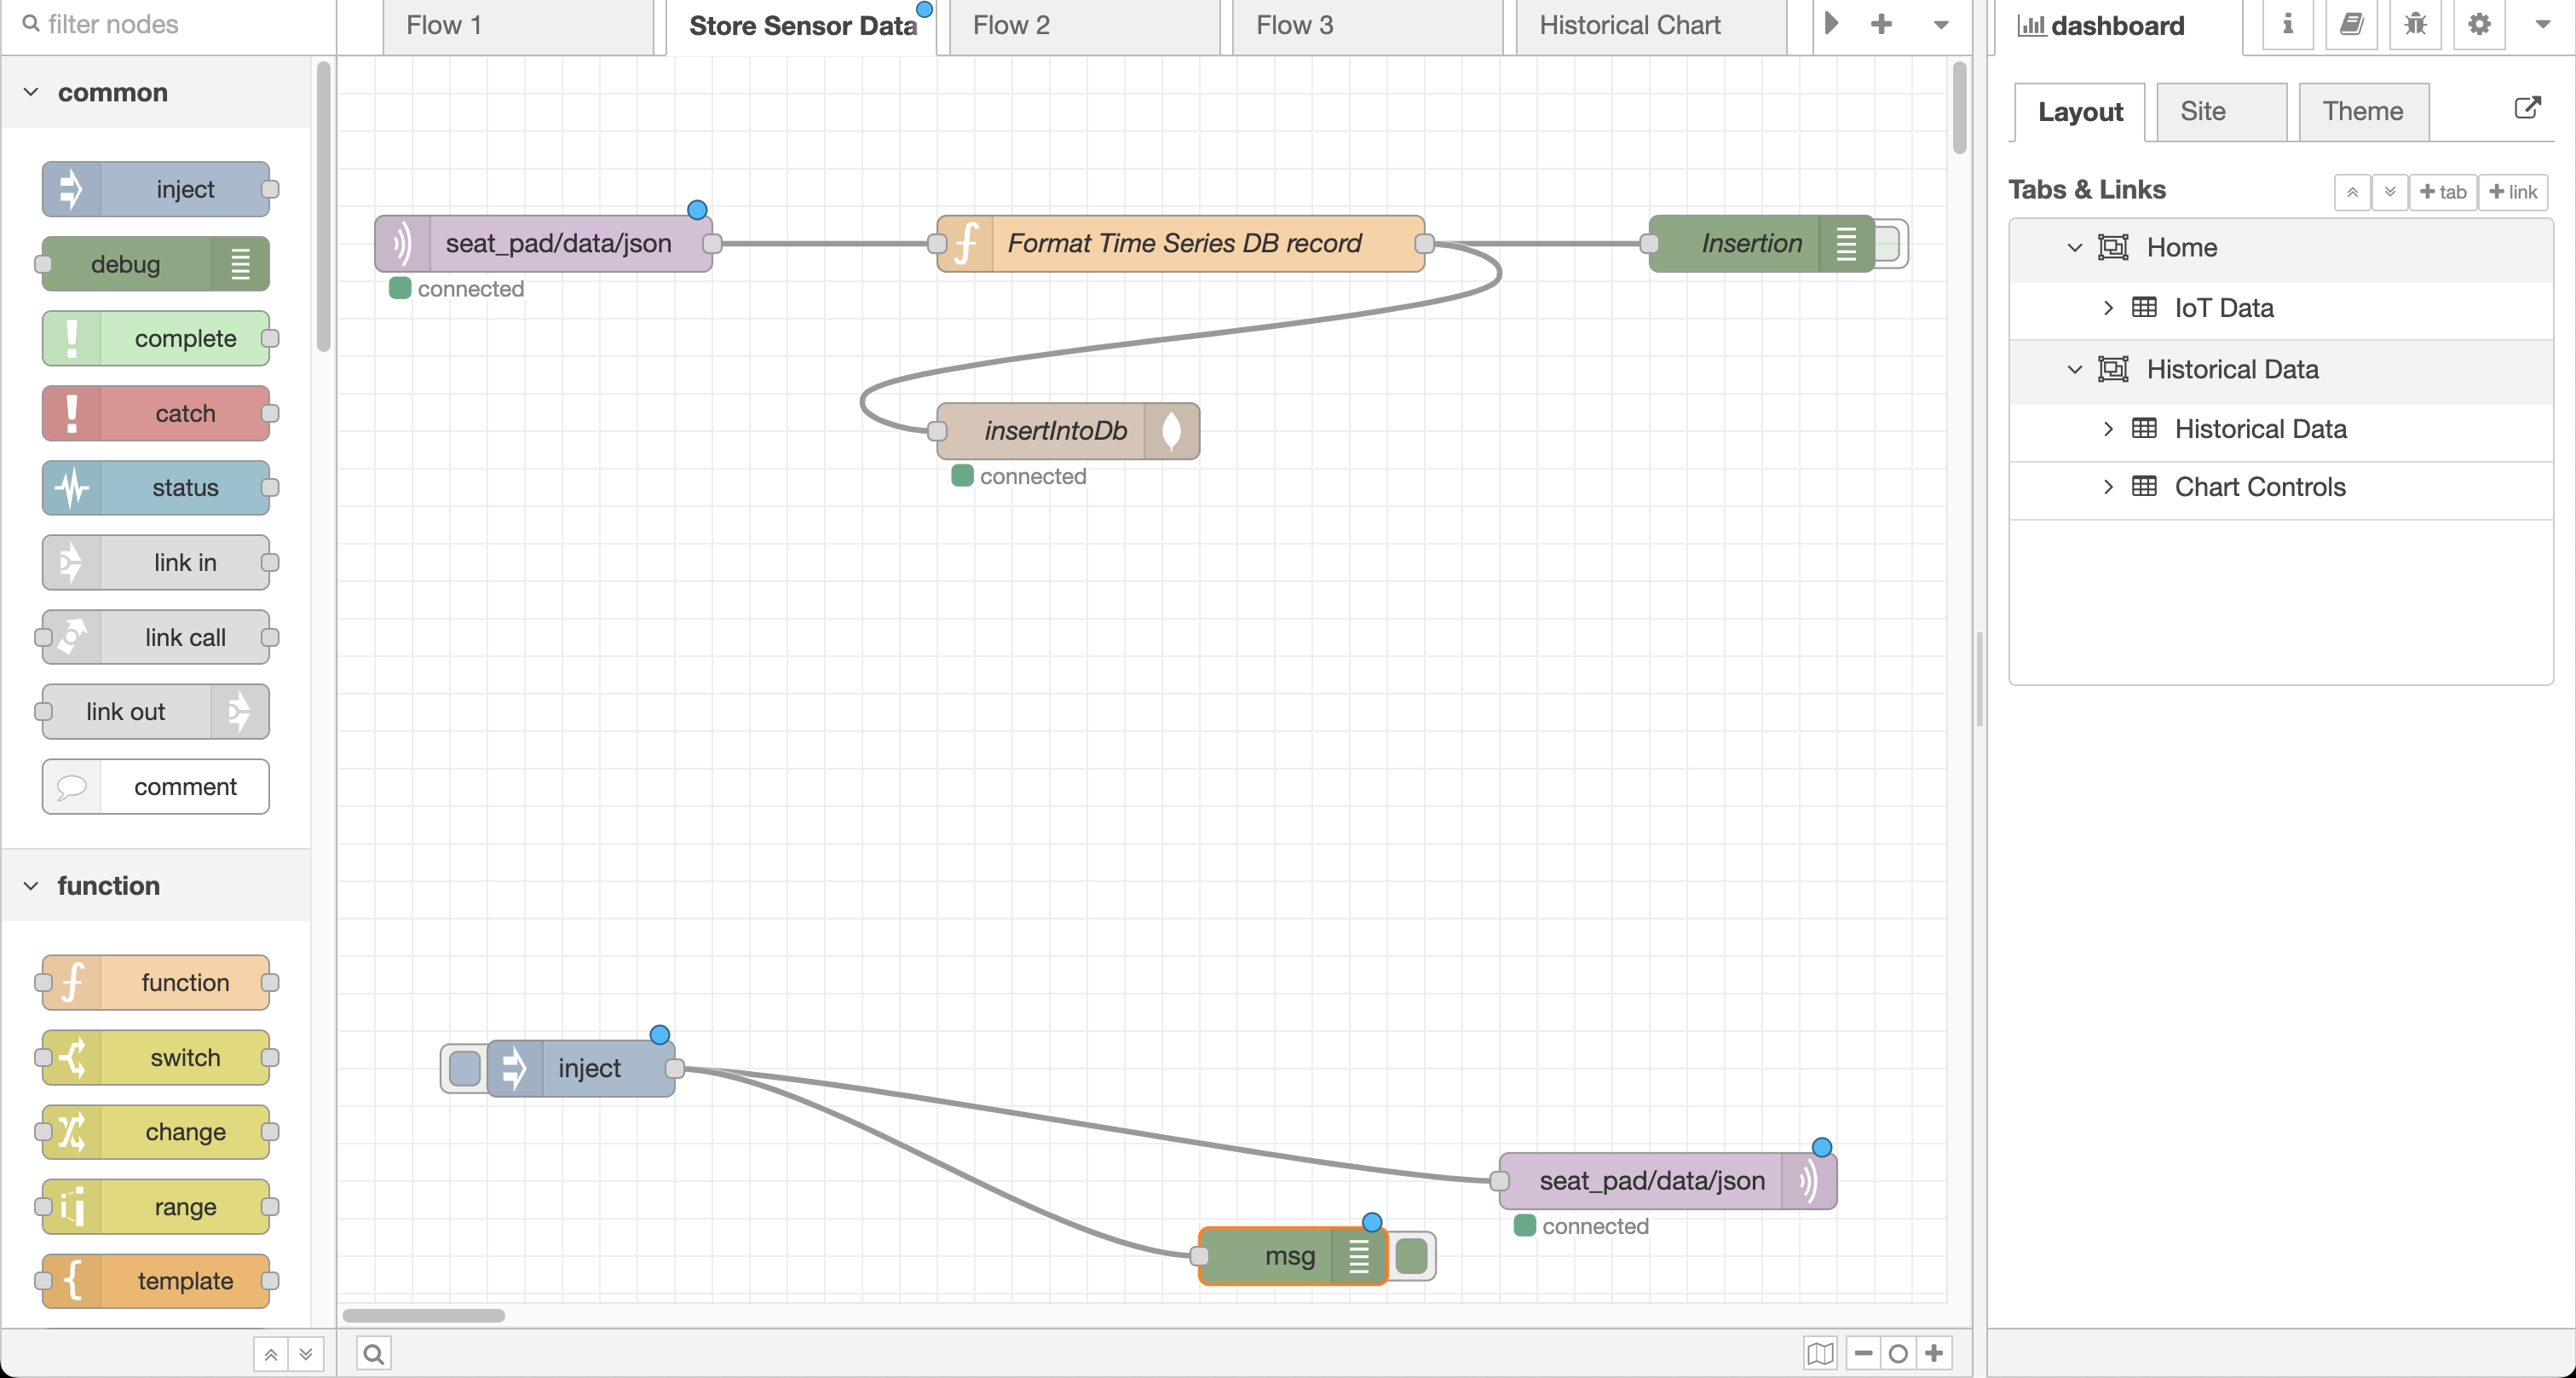 filter nodes
common
inject
debug
complete
catch
status
link in
link call
link out
comment
function
function
switch
change
range
template
Flow 1
Store Sensor Data
Flow 2
Flow 3
Historical Chart
seat_pad/data/json
connected
Format Time Series DB record
Insertion
insertIntoDb
connected
inject
seat_pad/data/json
connected
msg
dashboard
Layout
Site
Theme
Tabs & Links
+ tab
+ link
Home
IoT Data
Historical Data
Historical Data
Chart Controls